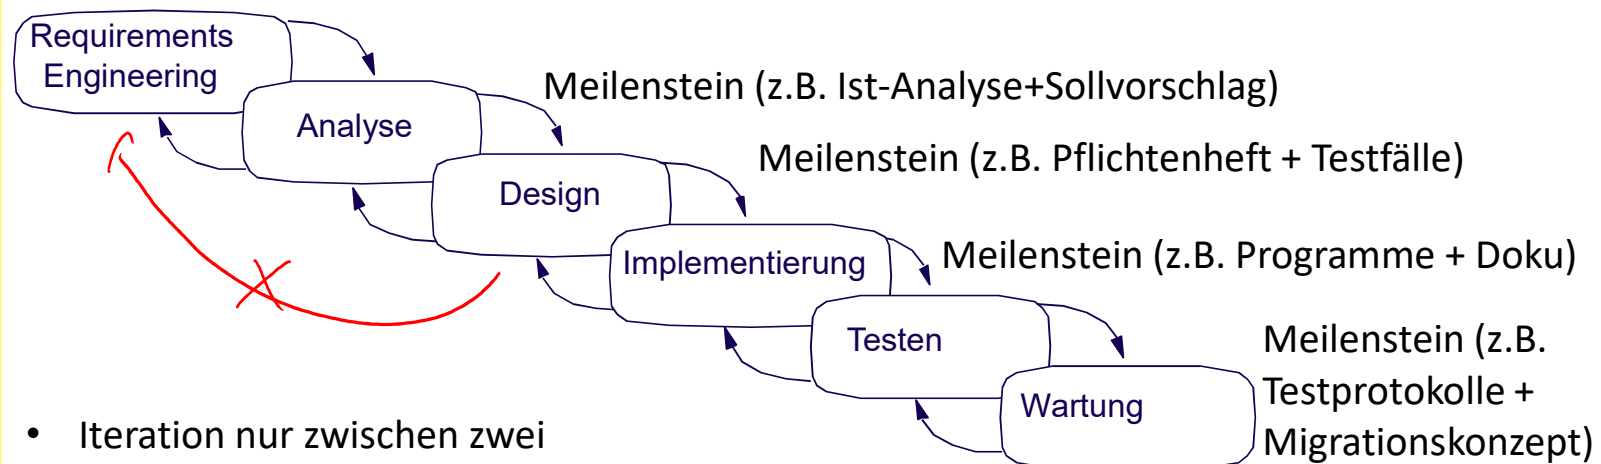 Requirements
Engineering
Analyse
Meilenstein (z.B. Ist-Analyse+Sollvorschlag)
Design
Meilenstein (z.B. Pflichtenheft + Testfälle)
Implementierung
Meilenstein (z.B. Programme + Doku)
Testen
Meilenstein (z.B.
Testprotokolle +
Migrationskonzept)
Wartung
• Iteration nur zwischen zwei